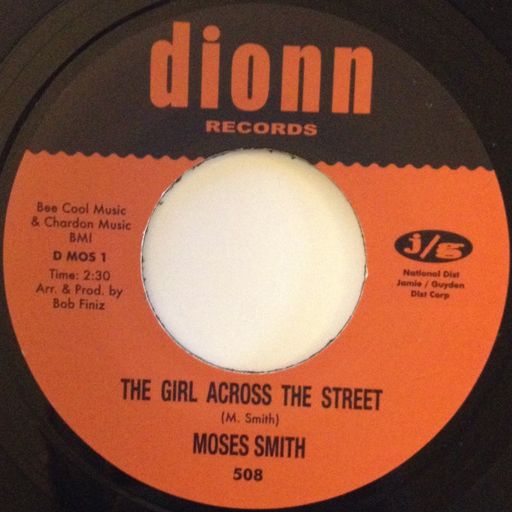 dionn
RECORDS
Bee Cool Music
& Chardon Music
BMI
D MOS 1
Time: 2:30
Arr. & Prod. by
Bob Finiz
j/g
National Dist
Jamie / Guyden
Dist Corp
THE GIRL ACROSS THE STREET
(M. Smith)
MOSES SMITH
508